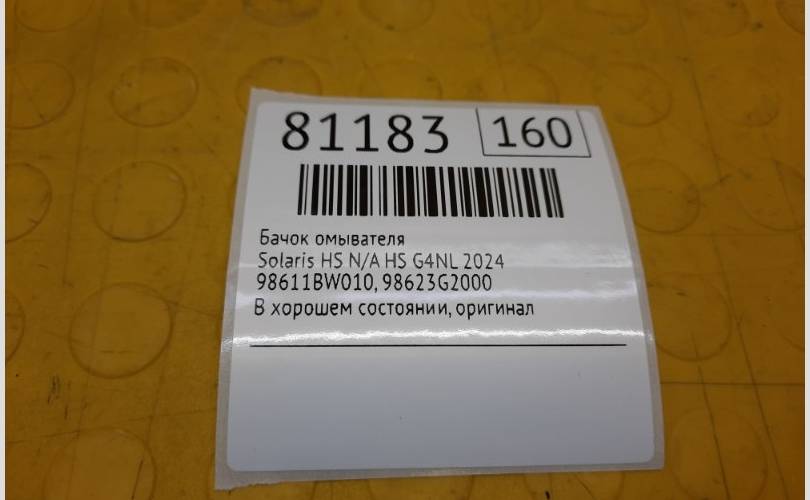 81183 160
Бачок омывателя
Solaris HS N/A HS G4NL 2024
98611BW010, 98623G2000
В хорошем состоянии, оригинал